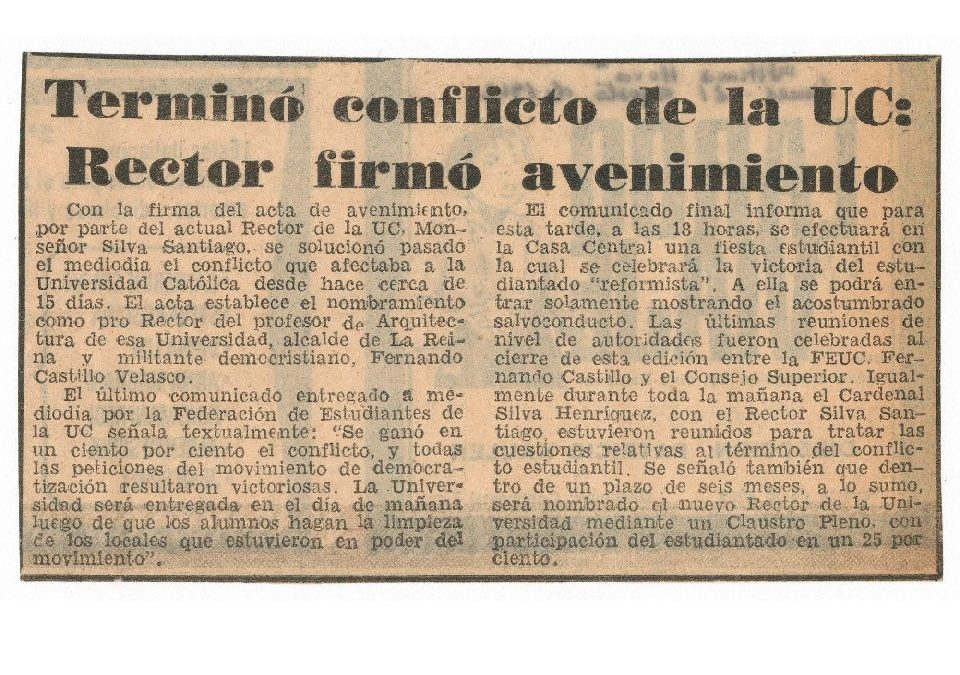 Terminó conflicto de la UC:
Rector firmó avenimiento
Con la firma del acta de avenimiento,
por parte del actual Rector de la UC, Mon-
señor Silva Santiago, se solucionó pasado
el mediodia el conflicto que afectaba a la
Universidad Católica desde hace cerca de
15 días. El acta establece el nombramiento
como pro Rector del profesor de Arquitec-
tura de esa Universidad, alcalde de La Rei-
na y militante democristiano, Fernando
Castillo Velasco.
El último comunicado entregado a me-
diodia por la Federación de Estudiantes de
la UC señala textualmente: "Se ganó en
un ciento por ciento el conflicto, y todas
las peticiones del movimiento de democra-
tización resultaron victoriosas. La Univer-
sidad será entregada en el día de mañana
luego de que los alumnos hagan la limpieza
de los locales que estuvieron en poder del
movimiento".
El comunicado final informa que para
esta tarde, a las 18 horas, se efectuará en
la Casa Central una fiesta estudiantil con
la cual se celebrará la victoria del estu-
diantado "reformista". A ella se podrá en-
trar solamente mostrando el acostumbrado
salvoconducto. Las últimas reuniones de
nivel de autoridades fueron celebradas al
cierre de esta edición entre la FEUC, Fer-
nando Castillo y el Consejo Superior. Igual-
mente durante toda la mañana el Cardenal
Silva Henríquez, con el Rector Silva San-
tiago estuvieron reunidos para tratar las
cuestiones relativas al término del conflic-
to estudiantil. Se señaló también que den-
tro de un plazo de seis meses, a lo sumo,
será nombrado el nuevo Rector de la Uni-
versidad mediante un Claustro Pleno, con
participación del estudiantado en un 25 por
ciento.